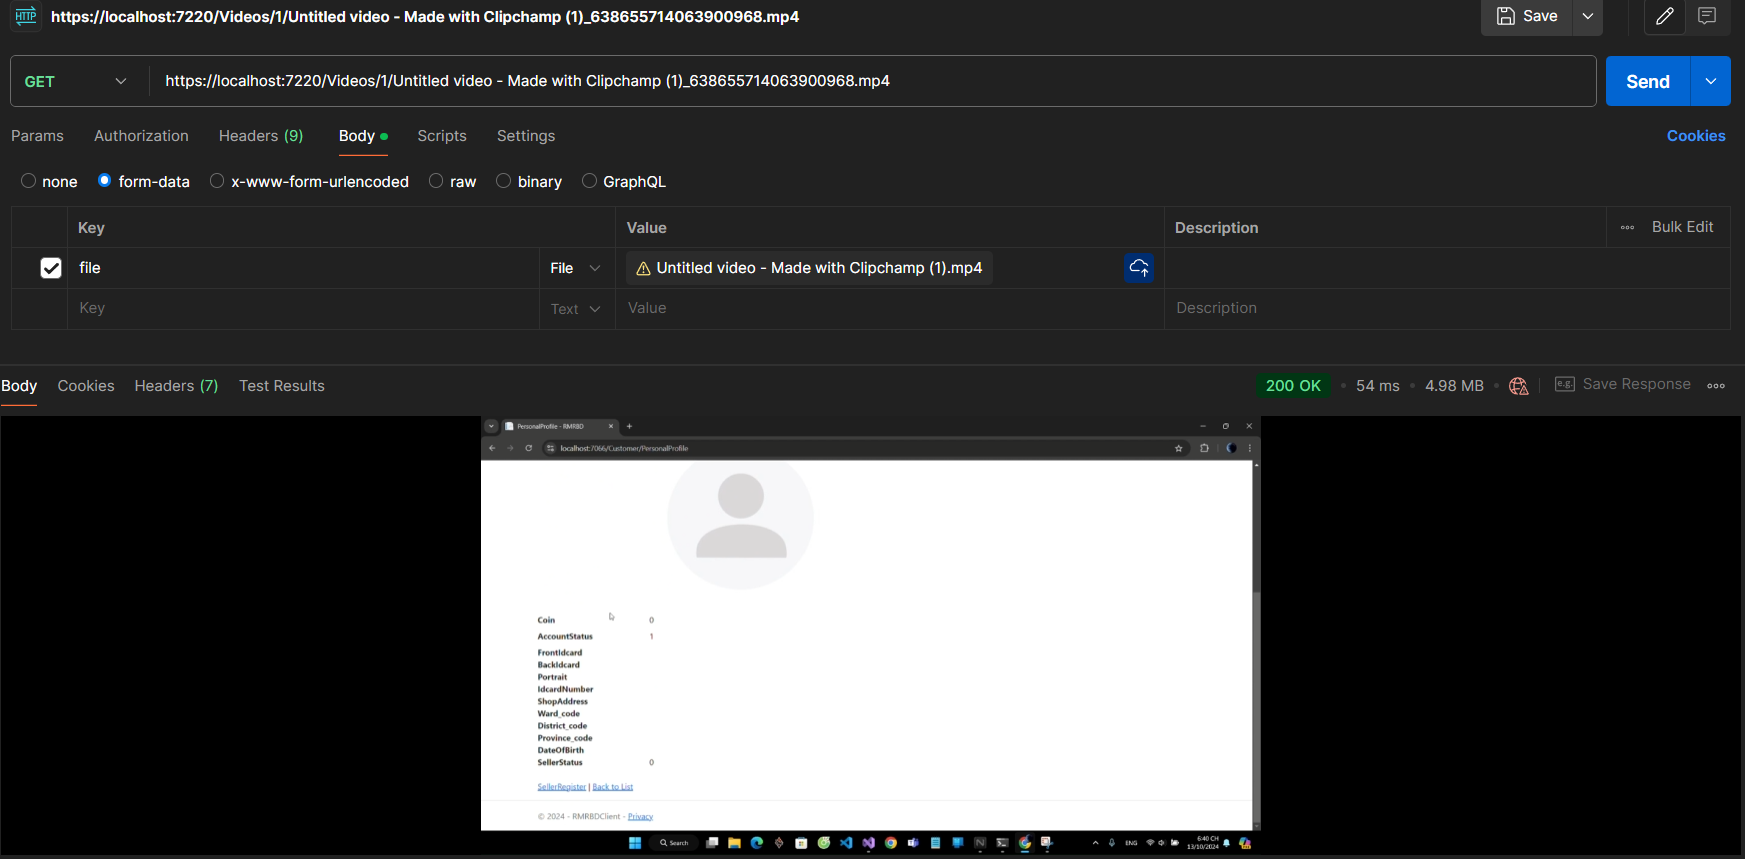 HTTP https://localhost:7220/Videos/1/Untitled video - Made with Clipchamp (1)_638655714063900968.mp4 Save
GET https://localhost:7220/Videos/1/Untitled video - Made with Clipchamp (1)_638655714063900968.mp4 Send
Params Authorization Headers (9) Body Scripts Settings Cookies
none form-data x-www-form-urlencoded raw binary GraphQL
Key Value Description Bulk Edit
file File Untitled video - Made with Clipchamp (1).mp4
Key Text Value Description
Body Cookies Headers (7) Test Results 200 OK 54 ms 4.98 MB e.g. Save Response
PersonalProfile - RMRBD
localhost:7066/Customer/PersonalProfile
Coin 0
AccountStatus 1
FrontIdcard
BackIdcard
Portrait
IdcardNumber
ShopAddress
Ward_code
District_code
Province_code
DateOfBirth
SellerStatus 0
SellerRegister | Back to List
© 2024 - RMRBDClient - Privacy
Search ENG 6:40 CH
13/10/2024